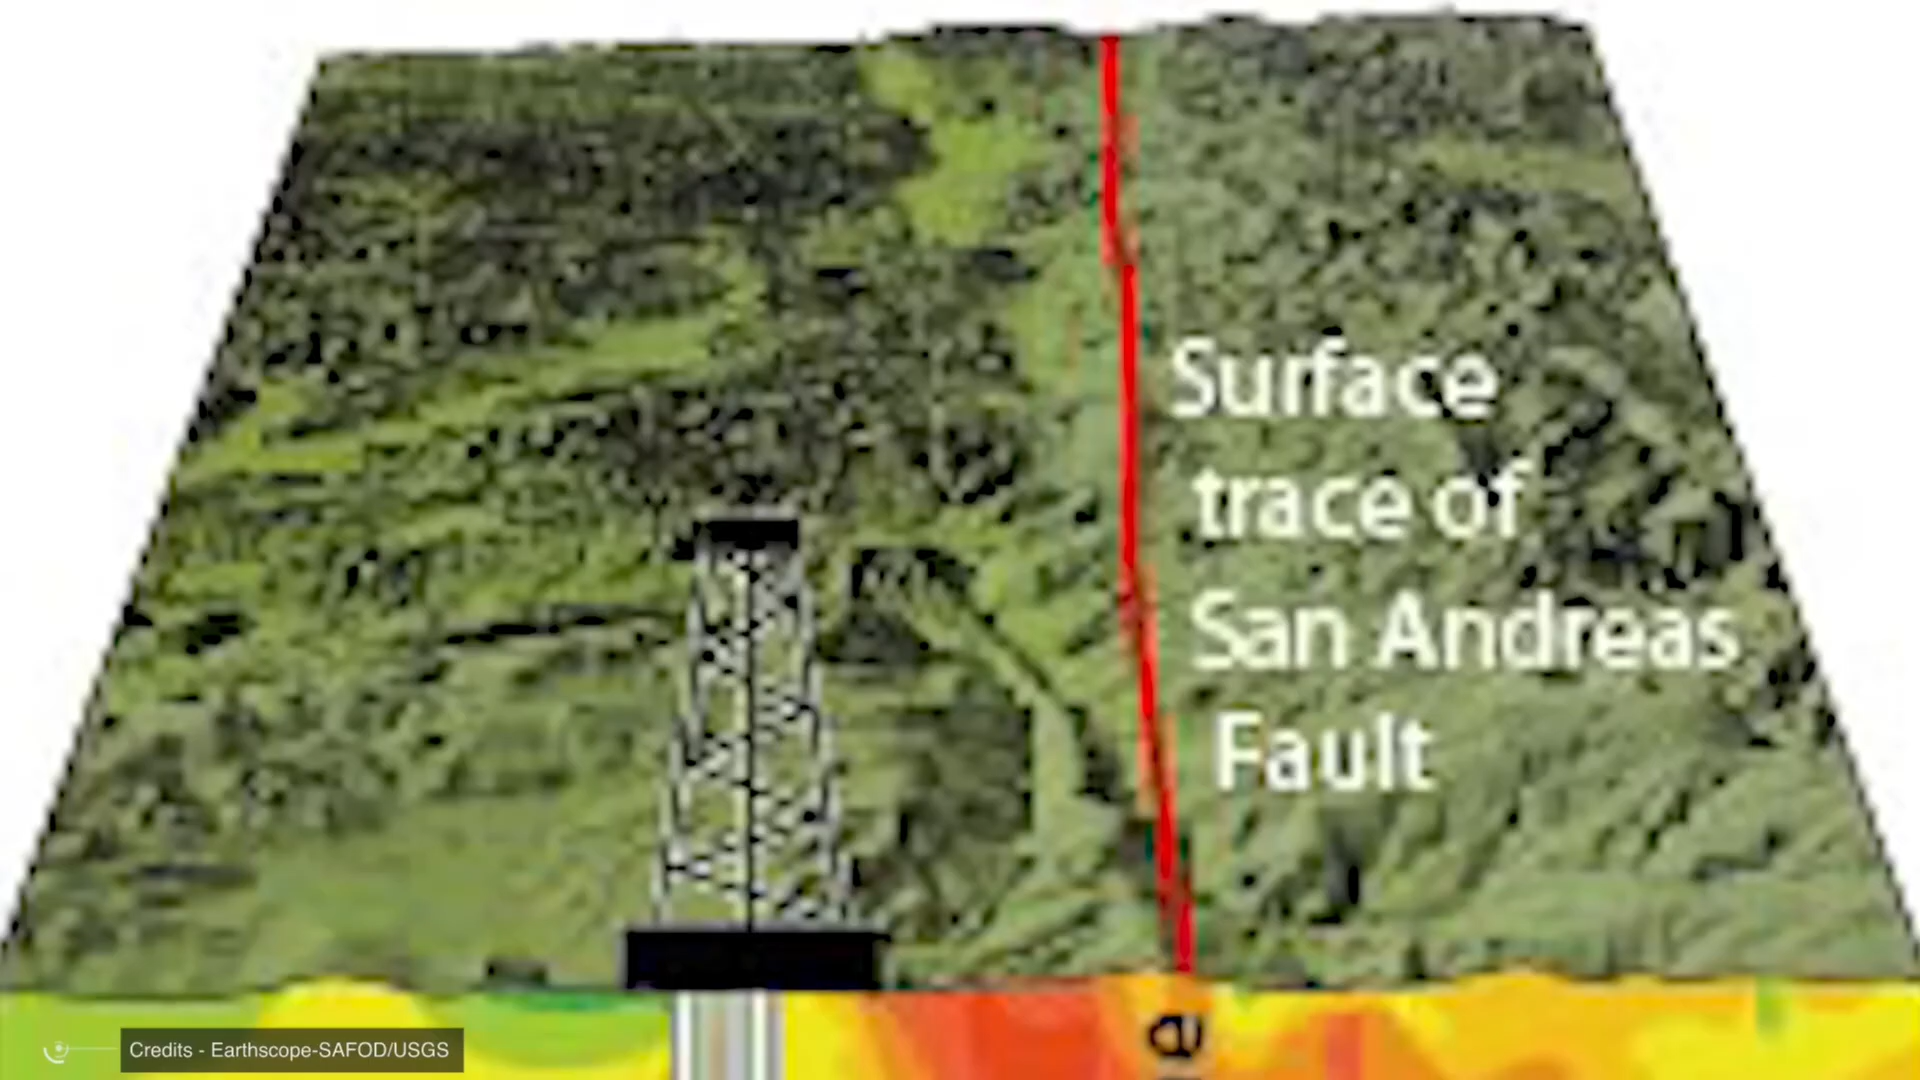 Surface
trace of
San Andreas
Fault
Credits - Earthscope-SAFOD/USGS